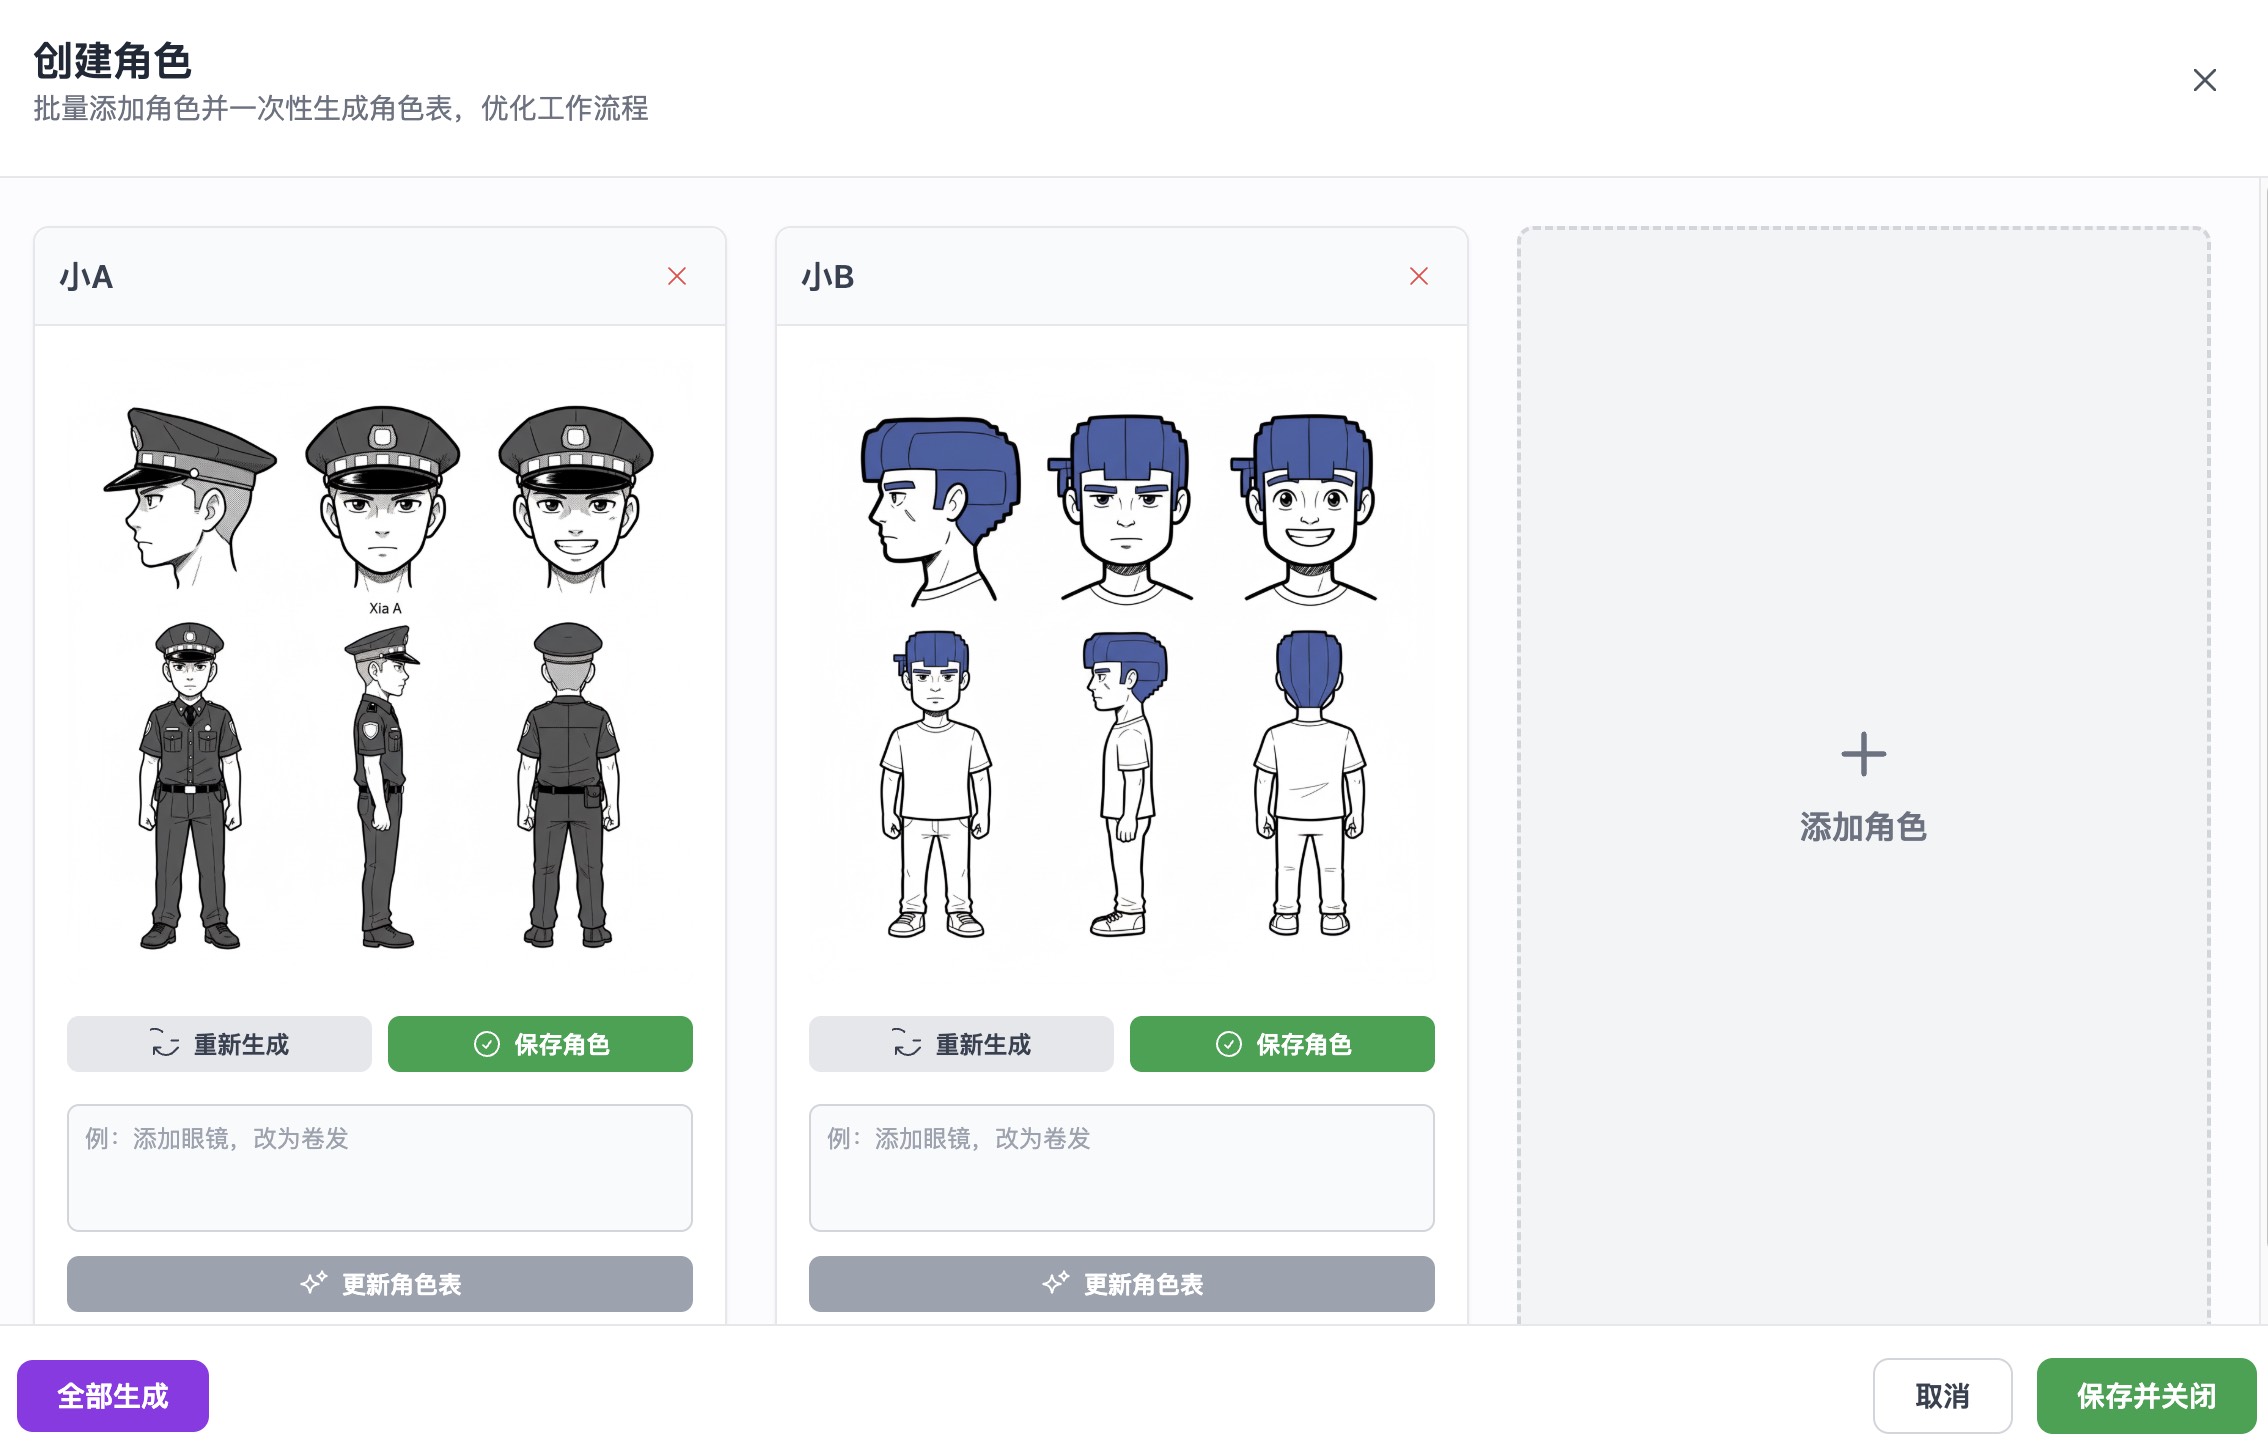 创建角色
批量添加角色并一次性生成角色表，优化工作流程
小A
小B
Xia A
添加角色
重新生成
保存角色
重新生成
保存角色
例：添加眼镜，改为卷发
例：添加眼镜，改为卷发
更新角色表
更新角色表
全部生成
取消
保存并关闭